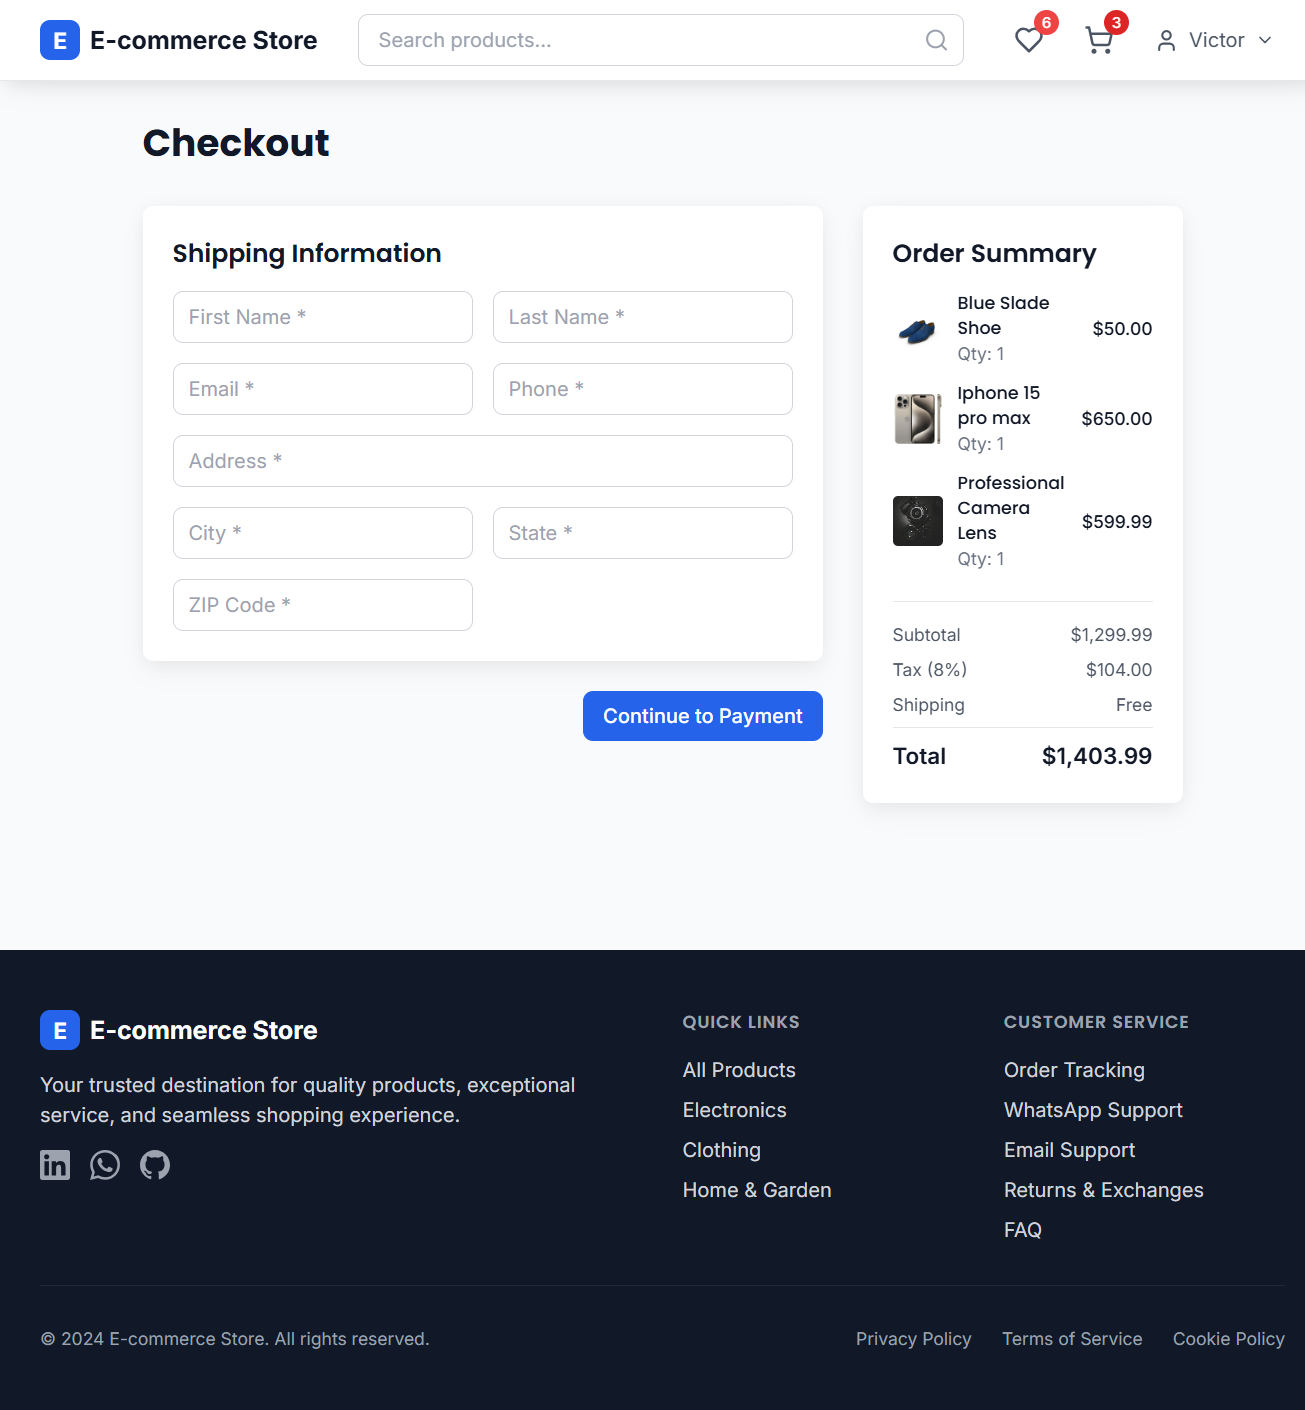 E E-commerce Store
Search products...
6
3
Victor
Checkout
Shipping Information
First Name *
Last Name *
Email *
Phone *
Address *
City *
State *
ZIP Code *
Continue to Payment
Order Summary
Blue Slade
Shoe
Qty: 1
$50.00
Iphone 15
pro max
Qty: 1
$650.00
Professional
Camera
Lens
Qty: 1
$599.99
Subtotal $1,299.99
Tax (8%) $104.00
Shipping Free
Total $1,403.99
E E-commerce Store
Your trusted destination for quality products, exceptional
service, and seamless shopping experience.
QUICK LINKS
All Products
Electronics
Clothing
Home & Garden
CUSTOMER SERVICE
Order Tracking
WhatsApp Support
Email Support
Returns & Exchanges
FAQ
© 2024 E-commerce Store. All rights reserved.
Privacy Policy
Terms of Service
Cookie Policy